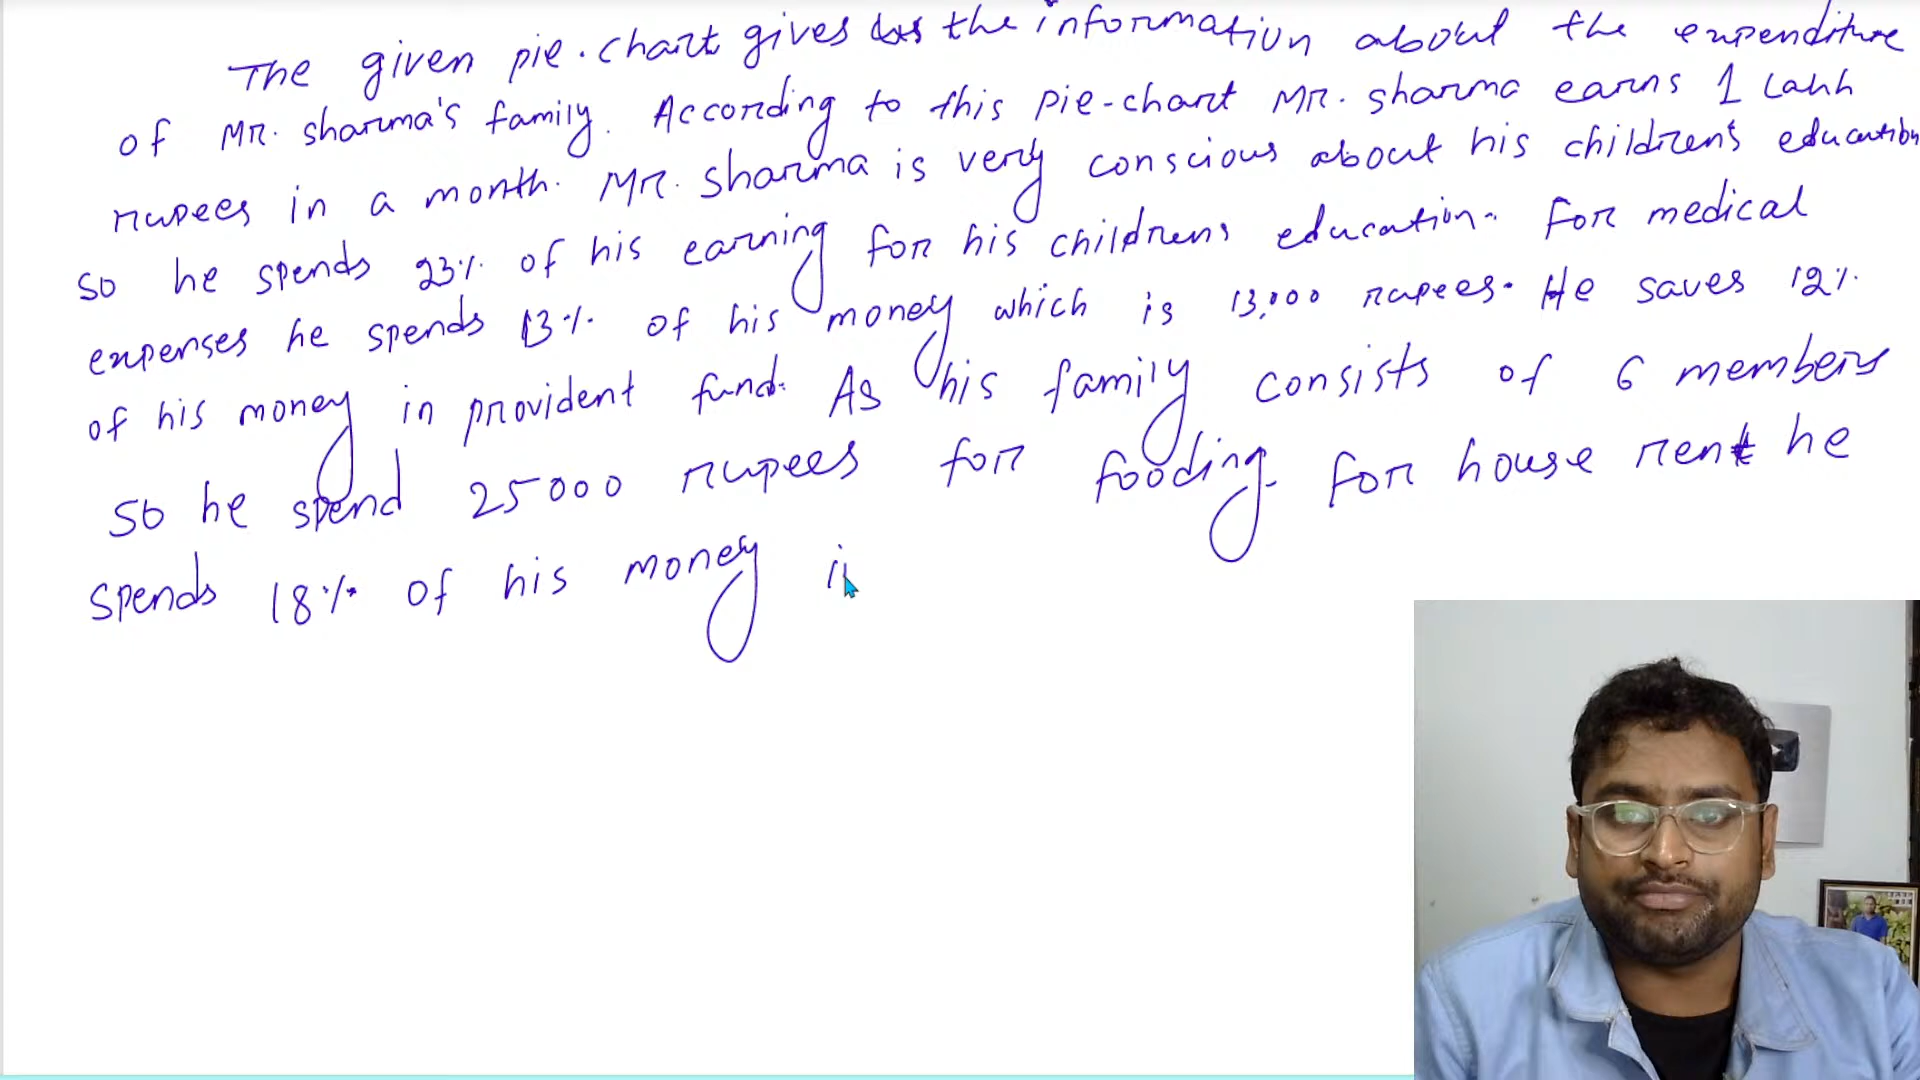 The given pie-chart gives us the information about the expenditure
of MR. sharma's family. According to this pie-chart MR. sharma earns 1 Lakh
rupees in a month. MR. sharma is very conscious about his children's education
so he spends 23% of his earning for his childrens education. For medical
expenses he spends 13% of his money which is 13,000 rupees. He saves 12%
of his money in provident fund. As his family consists of 6 members
so he spend 25000 rupees for fooding. For house rent he
spends 18% of his money i